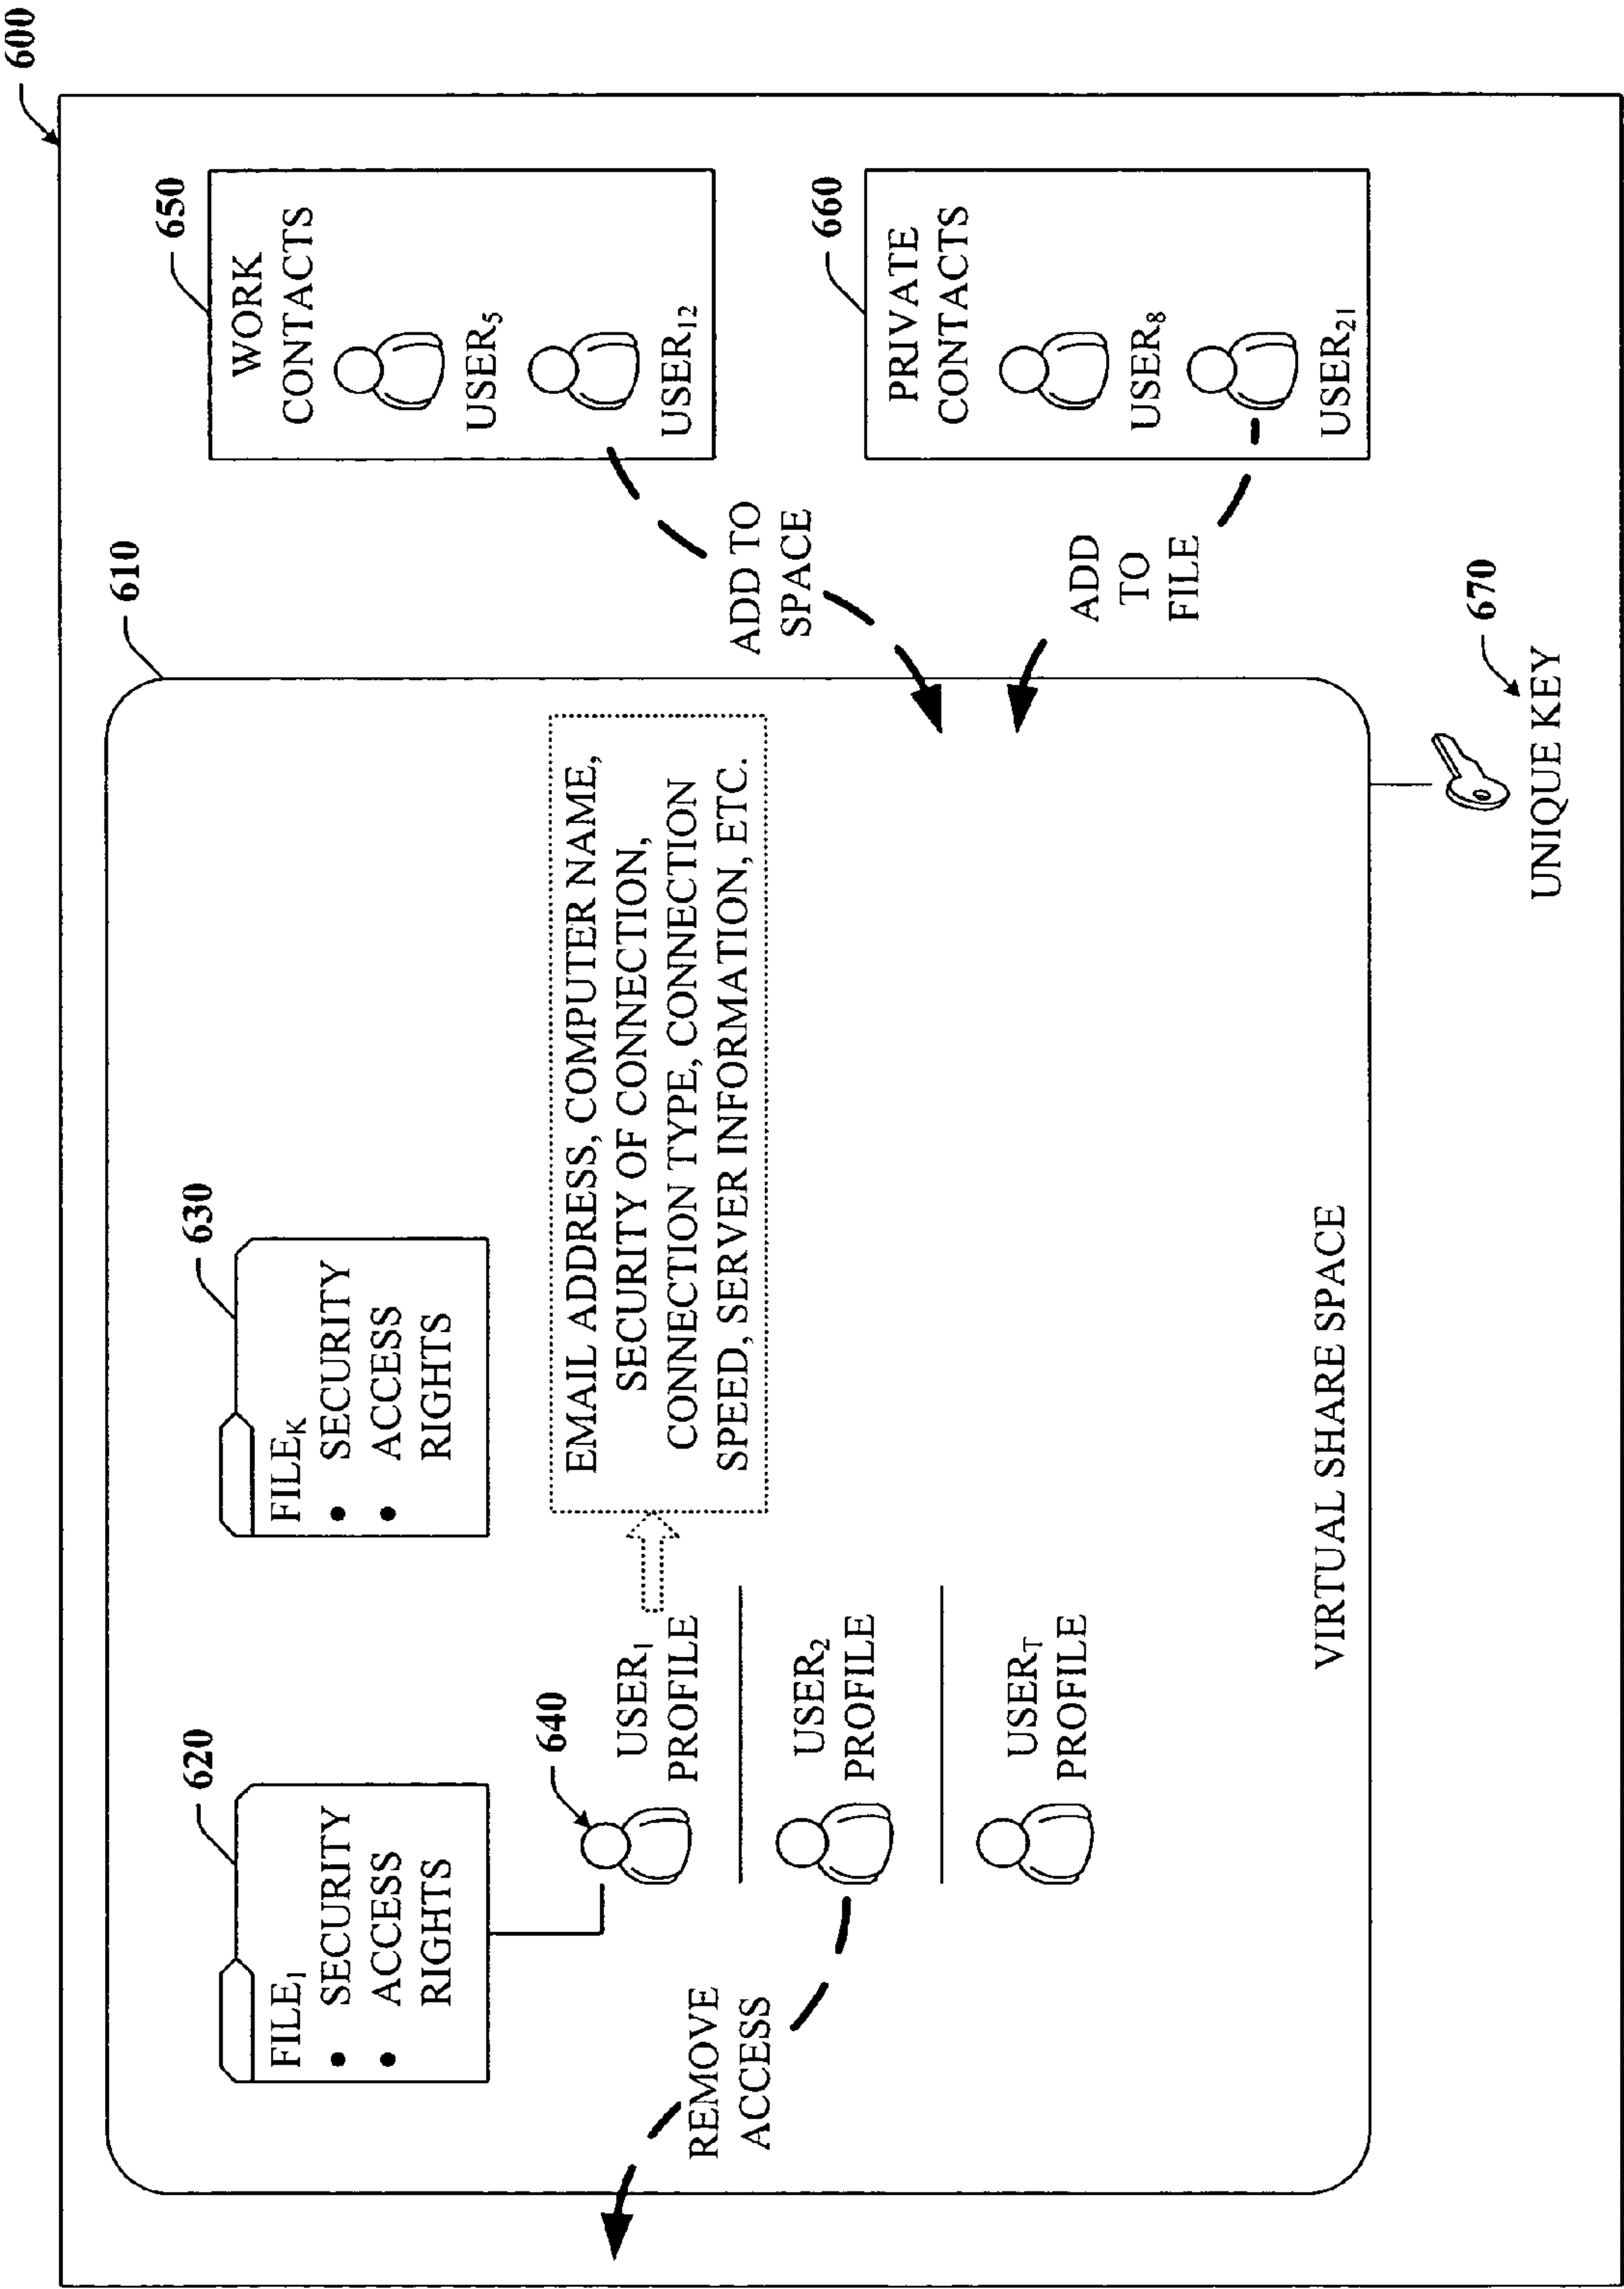 600
610
620
FILE1
• SECURITY
• ACCESS
RIGHTS
630
FILEK
• SECURITY
• ACCESS
RIGHTS
640
USER1
PROFILE
EMAIL ADDRESS, COMPUTER NAME,
SECURITY OF CONNECTION,
CONNECTION TYPE, CONNECTION
SPEED, SERVER INFORMATION, ETC.
USER2
PROFILE
USERT
PROFILE
REMOVE
ACCESS
VIRTUAL SHARE SPACE
650
WORK
CONTACTS
USER5
USER12
ADD TO
SPACE
660
PRIVATE
CONTACTS
USER8
USER21
ADD
TO
FILE
670
UNIQUE KEY